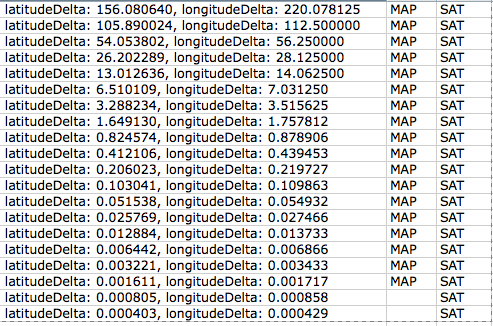 latitudeDelta: 156.080640, longitudeDelta: 220.078125 MAP SAT
latitudeDelta: 105.890024, longitudeDelta: 112.500000 MAP SAT
latitudeDelta: 54.053802, longitudeDelta: 56.250000 MAP SAT
latitudeDelta: 26.202289, longitudeDelta: 28.125000 MAP SAT
latitudeDelta: 13.012636, longitudeDelta: 14.062500 MAP SAT
latitudeDelta: 6.510109, longitudeDelta: 7.031250 MAP SAT
latitudeDelta: 3.288234, longitudeDelta: 3.515625 MAP SAT
latitudeDelta: 1.649130, longitudeDelta: 1.757812 MAP SAT
latitudeDelta: 0.824574, longitudeDelta: 0.878906 MAP SAT
latitudeDelta: 0.412106, longitudeDelta: 0.439453 MAP SAT
latitudeDelta: 0.206023, longitudeDelta: 0.219727 MAP SAT
latitudeDelta: 0.103041, longitudeDelta: 0.109863 MAP SAT
latitudeDelta: 0.051538, longitudeDelta: 0.054932 MAP SAT
latitudeDelta: 0.025769, longitudeDelta: 0.027466 MAP SAT
latitudeDelta: 0.012884, longitudeDelta: 0.013733 MAP SAT
latitudeDelta: 0.006442, longitudeDelta: 0.006866 MAP SAT
latitudeDelta: 0.003221, longitudeDelta: 0.003433 MAP SAT
latitudeDelta: 0.001611, longitudeDelta: 0.001717 MAP SAT
latitudeDelta: 0.000805, longitudeDelta: 0.000858 SAT
latitudeDelta: 0.000403, longitudeDelta: 0.000429 SAT